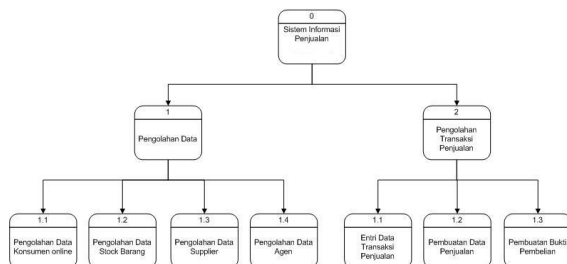 0
Sistem Informasi
Penjualan
1
Pengolahan Data
2
Pengolahan
Transaksi
Penjualan
1.1
Pengolahan Data
Konsumen online
1.2
Pengolahan Data
Stock Barang
1.3
Pengolahan Data
Supplier
1.4
Pengolahan Data
Agen
1.1
Entri Data
Transaksi
Penjualan
1.2
Pembuatan Data
Penjualan
1.3
Pembuatan Bukti
Pembelian